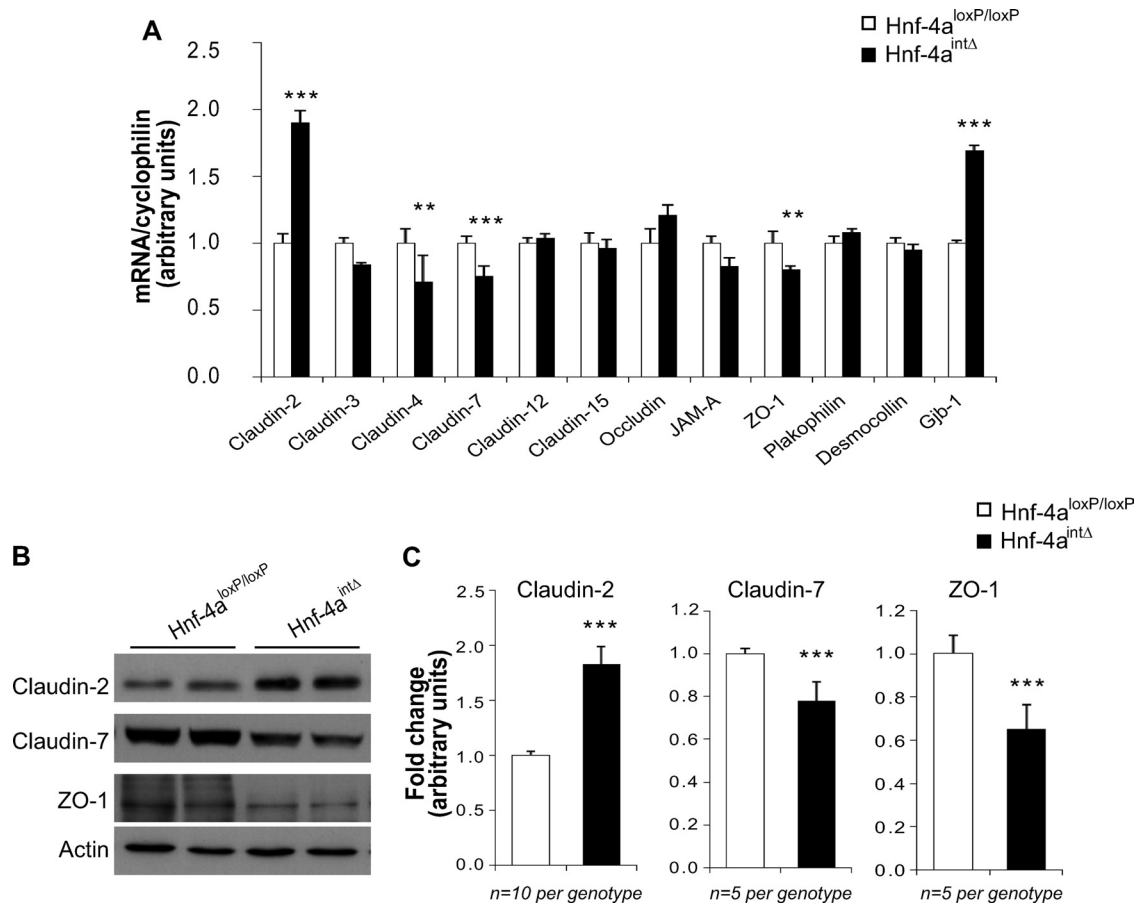 A
Hnf-4a loxP/loxP
Hnf-4a intΔ
mRNA/cyclophilin
(arbitrary units)
2.5
2.0
1.5
1.0
0.5
0.0
***
**
***
**
***
Claudin-2
Claudin-3
Claudin-4
Claudin-7
Claudin-12
Claudin-15
Occludin
JAM-A
ZO-1
Plakophilin
Desmocollin
Gjb-1
B
Hnf-4a loxP/loxP
Hnf-4a intΔ
Claudin-2
Claudin-7
ZO-1
Actin
C
Hnf-4a loxP/loxP
Hnf-4a intΔ
Fold change
(arbitrary units)
Claudin-2
2.5
2.0
1.5
1.0
1.0
0.0
***
n=10 per genotype
Claudin-7
1.2
1.0
0.8
0.6
0.4
0.2
0.0
***
n=5 per genotype
ZO-1
1.2
1.0
0.8
0.6
0.4
0.2
0.0
***
n=5 per genotype